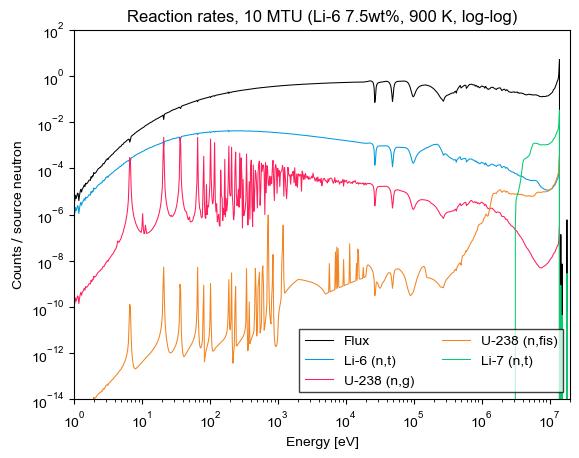 Reaction rates, 10 MTU (Li-6 7.5wt%, 900 K, log-log)
Counts / source neutron
10^2
10^0
10^−2
10^−4
10^−6
10^−8
10^−10
10^−12
10^−14
Flux
Li-6 (n,t)
U-238 (n,g)
U-238 (n,fis)
Li-7 (n,t)
10^0 10^1 10^2 10^3 10^4 10^5 10^6 10^7
Energy [eV]